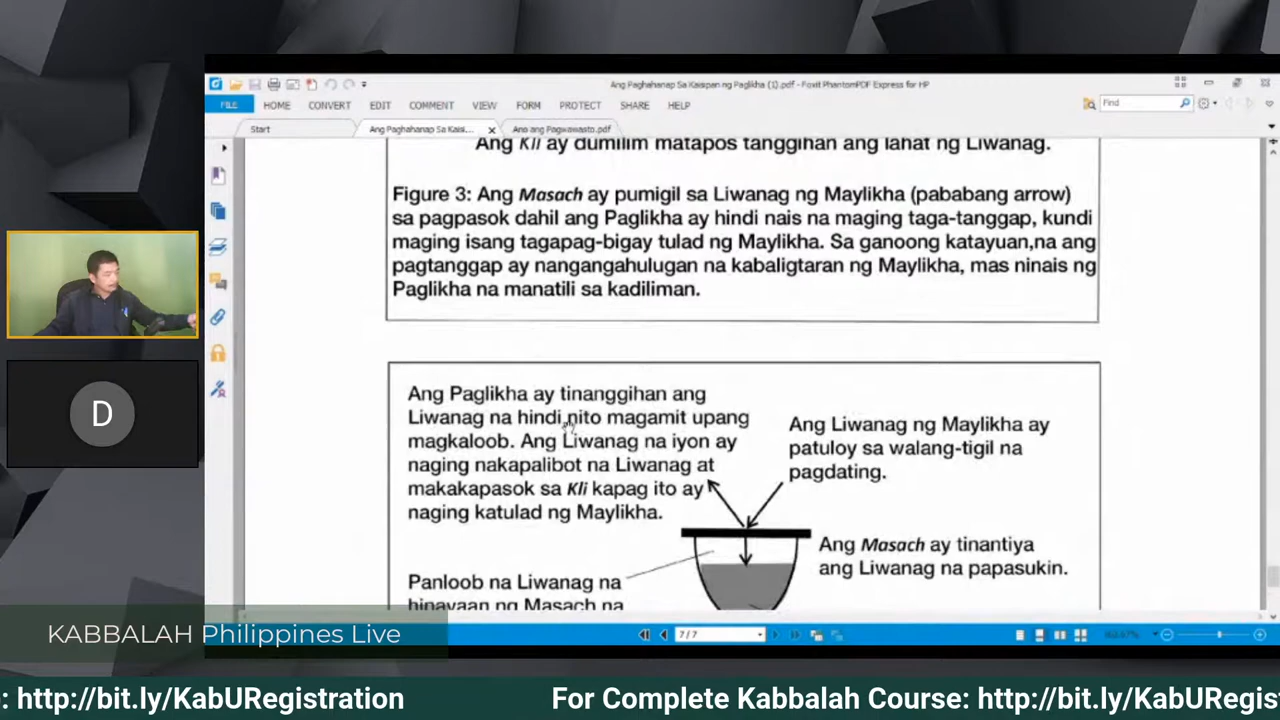 Ang Paghahanap Sa Kaisipan ng Paglikha (1).pdf - Foxit PhantomPDF Express for HP
FILE HOME CONVERT EDIT COMMENT VIEW FORM PROTECT SHARE HELP
Find
Start
Ang Paghahanap Sa Kaisi...
Ano ang Pagwawasto.pdf
Ang Kli ay dumilim matapos tanggihan ang lahat ng Liwanag.
Figure 3: Ang Masach ay pumigil sa Liwanag ng Maylikha (pababang arrow)
sa pagpasok dahil ang Paglikha ay hindi nais na maging taga-tanggap, kundi
maging isang tagapag-bigay tulad ng Maylikha. Sa ganoong katayuan,na ang
pagtanggap ay nangangahulugan na kabaligtaran ng Maylikha, mas ninais ng
Paglikha na manatili sa kadiliman.
Ang Paglikha ay tinanggihan ang
Liwanag na hindi nito magamit upang
magkaloob. Ang Liwanag na iyon ay
naging nakapalibot na Liwanag at
makakapasok sa Kli kapag ito ay
naging katulad ng Maylikha.
Ang Liwanag ng Maylikha ay
patuloy sa walang-tigil na
pagdating.
Ang Masach ay tinantiya
ang Liwanag na papasukin.
Panloob na Liwanag na
hinayaan ng Masach na
D
7 / 7
KABBALAH Philippines Live
: http://bit.ly/KabURegistration
For Complete Kabbalah Course: http://bit.ly/KabURegis